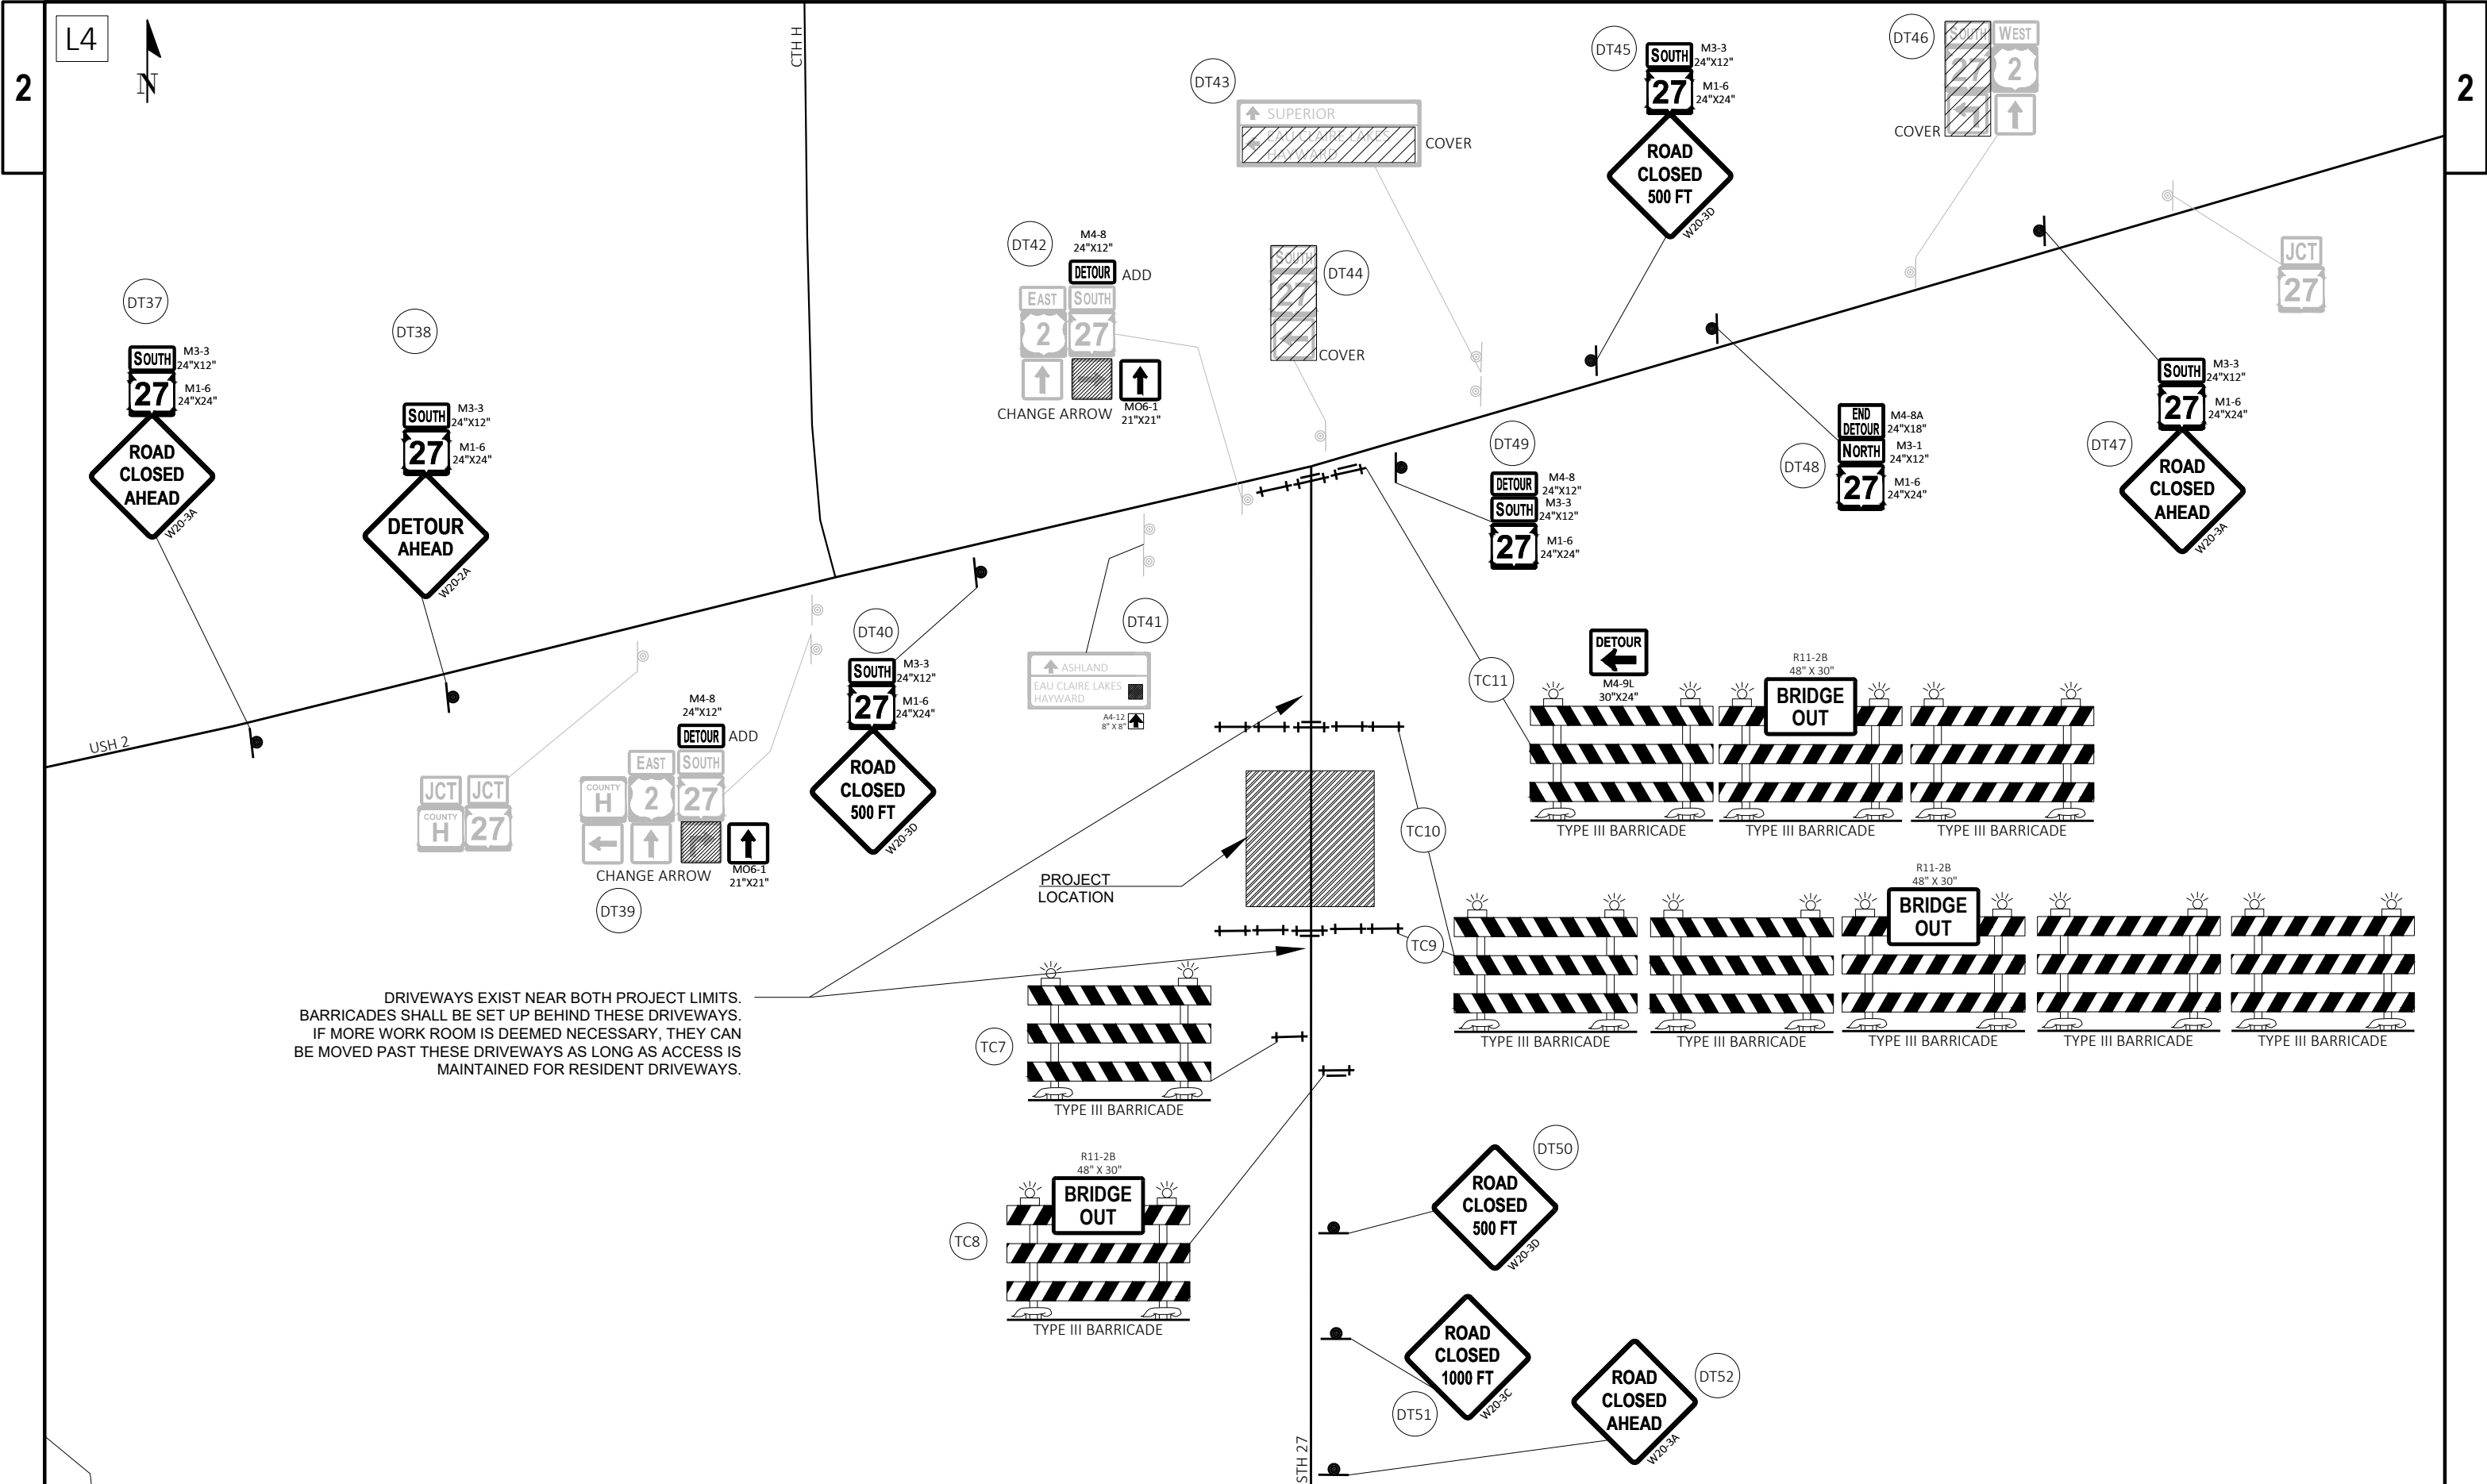 2
L4
N
CTH H
DT43
SUPERIOR
EAU CLAIRE LAKES
HAYWARD
COVER
DT45
SOUTH
M3-3
24"X12"
27
M1-6
24"X24"
ROAD
CLOSED
500 FT
W20-3D
DT46
SOUTH
27
WEST
2
COVER
2
JCT
27
DT37
SOUTH
M3-3
24"X12"
27
M1-6
24"X24"
ROAD
CLOSED
AHEAD
W20-3A
DT38
SOUTH
M3-3
24"X12"
27
M1-6
24"X24"
DETOUR
AHEAD
W20-2A
DT42
M4-8
24"X12"
DETOUR
ADD
EAST
SOUTH
2
27
CHANGE ARROW
MO6-1
21"X21"
DT44
SOUTH
27
COVER
DT49
DETOUR
M4-8
24"X12"
SOUTH
M3-3
24"X12"
27
M1-6
24"X24"
DT48
END
DETOUR
M4-8A
24"X18"
NORTH
M3-1
24"X12"
27
M1-6
24"X24"
DT47
SOUTH
M3-3
24"X12"
27
M1-6
24"X24"
ROAD
CLOSED
AHEAD
W20-3A
USH 2
JCT
JCT
COUNTY
H
27
M4-8
24"X12"
DETOUR
ADD
EAST
SOUTH
COUNTY
H
2
27
CHANGE ARROW
MO6-1
21"X21"
DT39
DT40
SOUTH
M3-3
24"X12"
27
M1-6
24"X24"
ROAD
CLOSED
500 FT
W20-3D
DT41
ASHLAND
EAU CLAIRE LAKES
HAYWARD
A4-12
8" X 8"
PROJECT
LOCATION
TC11
DETOUR
M4-9L
30"X24"
R11-2B
48" X 30"
BRIDGE
OUT
TYPE III BARRICADE
TYPE III BARRICADE
TYPE III BARRICADE
TC10
TC9
R11-2B
48" X 30"
BRIDGE
OUT
TYPE III BARRICADE
TYPE III BARRICADE
TYPE III BARRICADE
TYPE III BARRICADE
TYPE III BARRICADE
DRIVEWAYS EXIST NEAR BOTH PROJECT LIMITS.
BARRICADES SHALL BE SET UP BEHIND THESE DRIVEWAYS.
IF MORE WORK ROOM IS DEEMED NECESSARY, THEY CAN
BE MOVED PAST THESE DRIVEWAYS AS LONG AS ACCESS IS
MAINTAINED FOR RESIDENT DRIVEWAYS.
TC7
TYPE III BARRICADE
TC8
R11-2B
48" X 30"
BRIDGE
OUT
TYPE III BARRICADE
DT50
ROAD
CLOSED
500 FT
W20-3D
ROAD
CLOSED
1000 FT
W20-3C
DT51
DT52
ROAD
CLOSED
AHEAD
W20-3A
STH 27